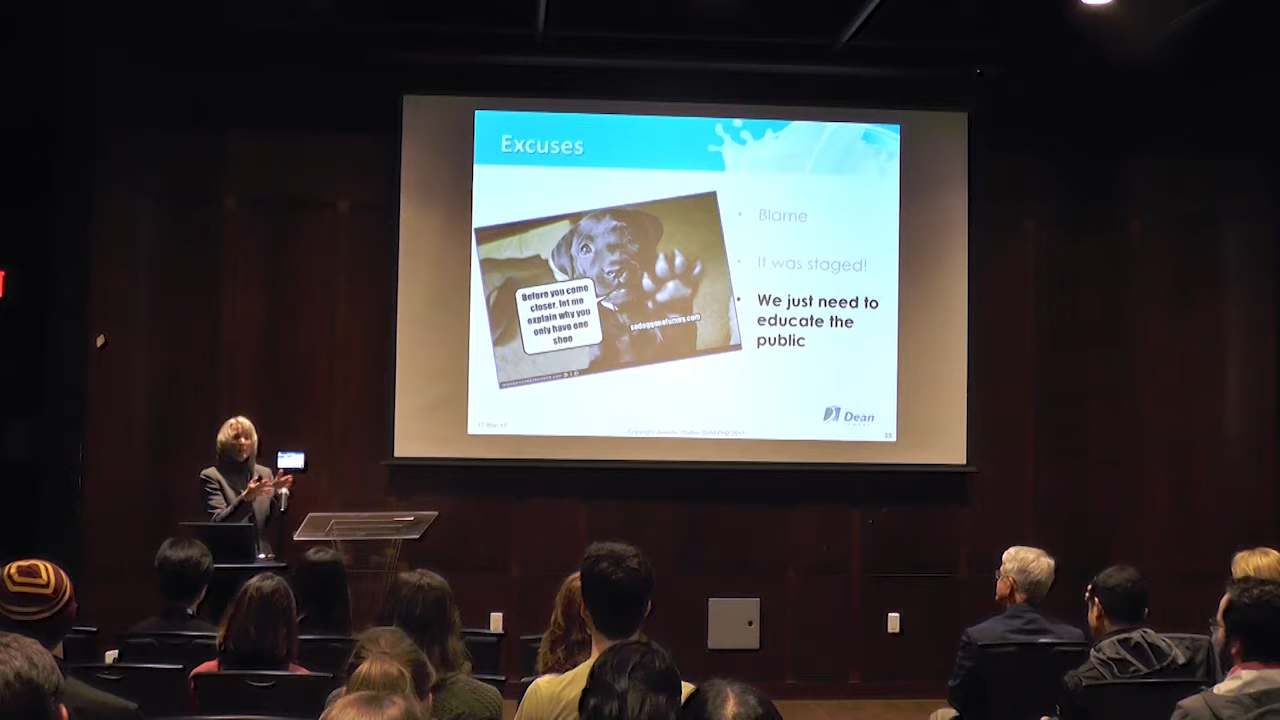 Excuses
Before you come
closer, let me
explain why you
only have one
shoe
• Blame
• It was staged!
• We just need to
educate the
public
Dean
55